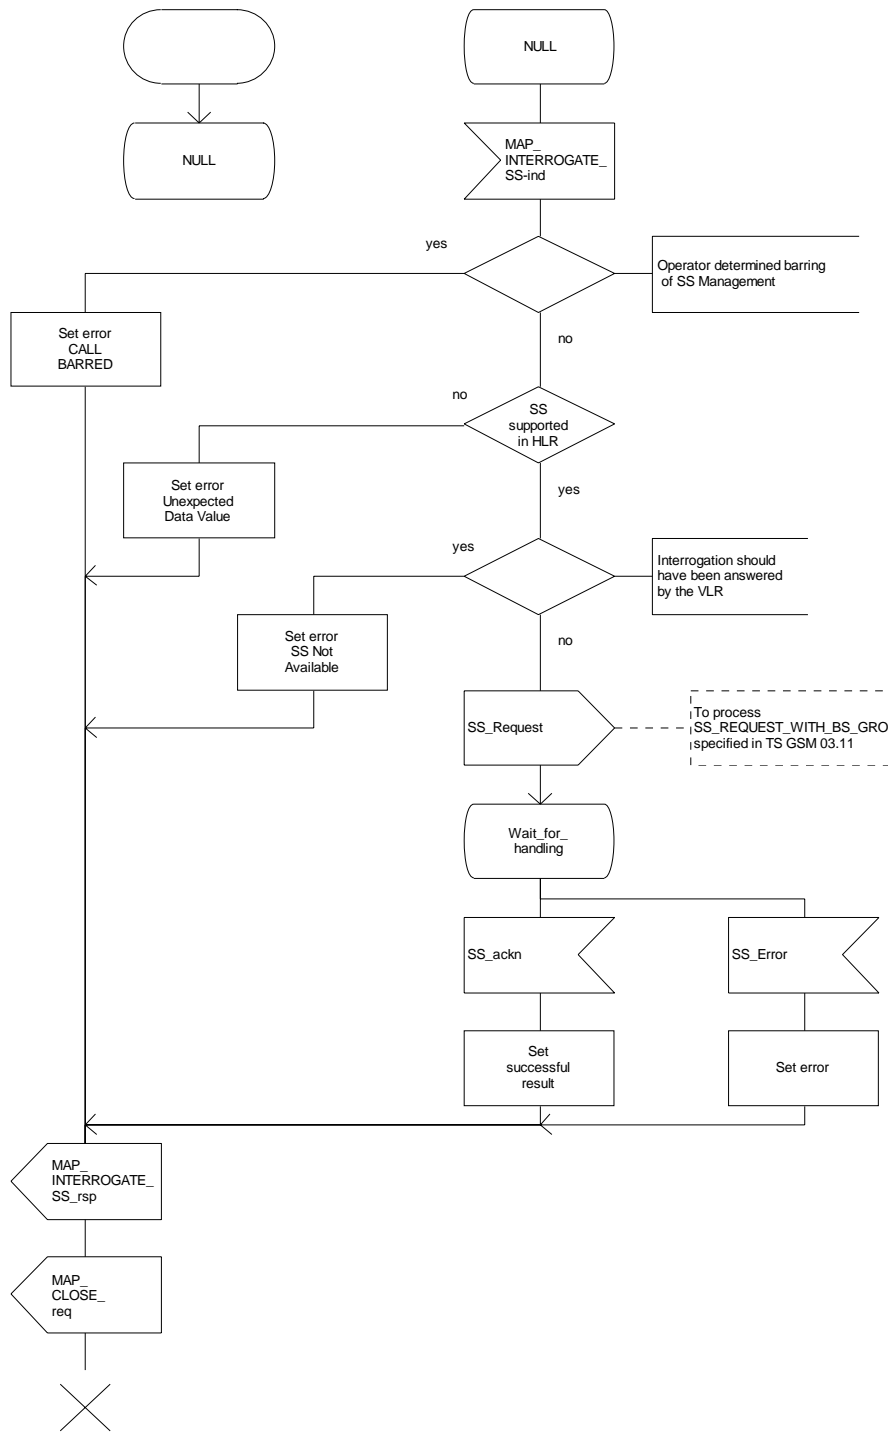 NULL
NULL
MAP_
INTERROGATE_
SS-ind
yes
Operator determined barring
of SS Management
Set error
CALL
BARRED
no
no
SS
supported
in HLR
Set error
Unexpected
Data Value
yes
yes
Interrogation should
have been answered
by the VLR
Set error
SS Not
Available
no
SS_Request
To process
SS_REQUEST_WITH_BS_GRO
specified in TS GSM 03.11
Wait_for_
handling
SS_ackn
SS_Error
Set
successful
result
Set error
MAP_
INTERROGATE_
SS_rsp
MAP_
CLOSE_
req